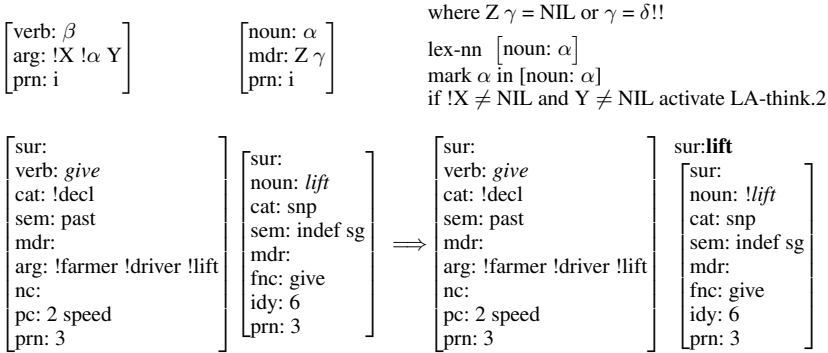 where Z γ = NIL or γ = δ!!
verb: β
arg: !X !α Y
prn: i
noun: α
mdr: Z γ
prn: i
lex-nn [noun: α]
mark α in [noun: α]
if !X ≠ NIL and Y ≠ NIL activate LA-think.2
sur:
verb: give
cat: !decl
sem: past
mdr:
arg: !farmer !driver !lift
nc:
pc: 2 speed
prn: 3
sur:
noun: lift
cat: snp
sem: indef sg
mdr:
fnc: give
idy: 6
prn: 3
⟹
sur:
verb: give
cat: !decl
sem: past
mdr:
arg: !farmer !driver !lift
nc:
pc: 2 speed
prn: 3
sur:lift
sur:
noun: !lift
cat: snp
sem: indef sg
mdr:
fnc: give
idy: 6
prn: 3